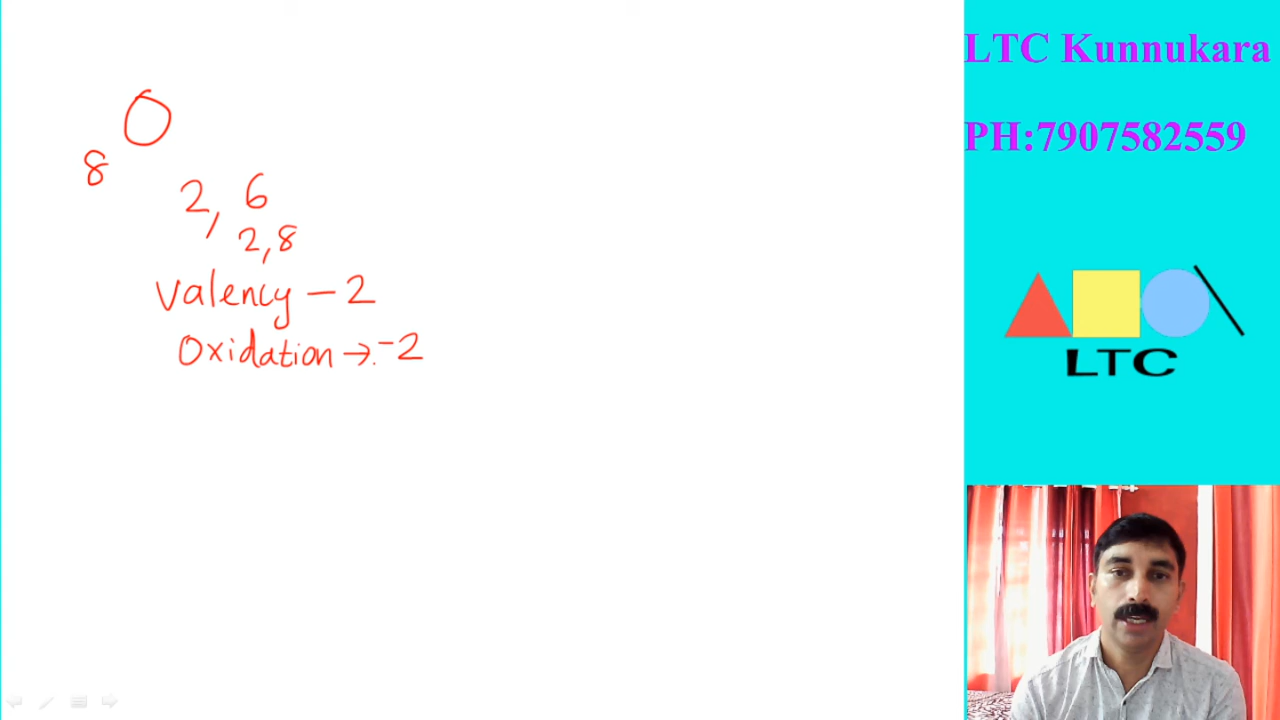 O
8
2, 6
2, 8
Valency – 2
Oxidation → -2
LTC Kunnukara
PH:7907582559
LTC